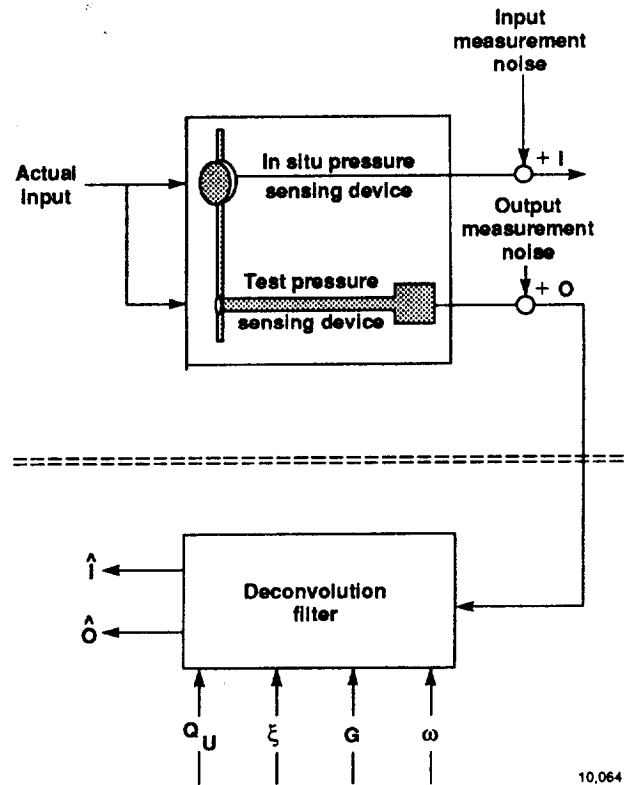 Input
measurement
noise
Actual
input
In situ pressure
sensing device
+ I
Output
measurement
noise
Test pressure
sensing device
+ O
Î
Ô
Deconvolution
filter
Q_U
ξ
G
ω
10,064